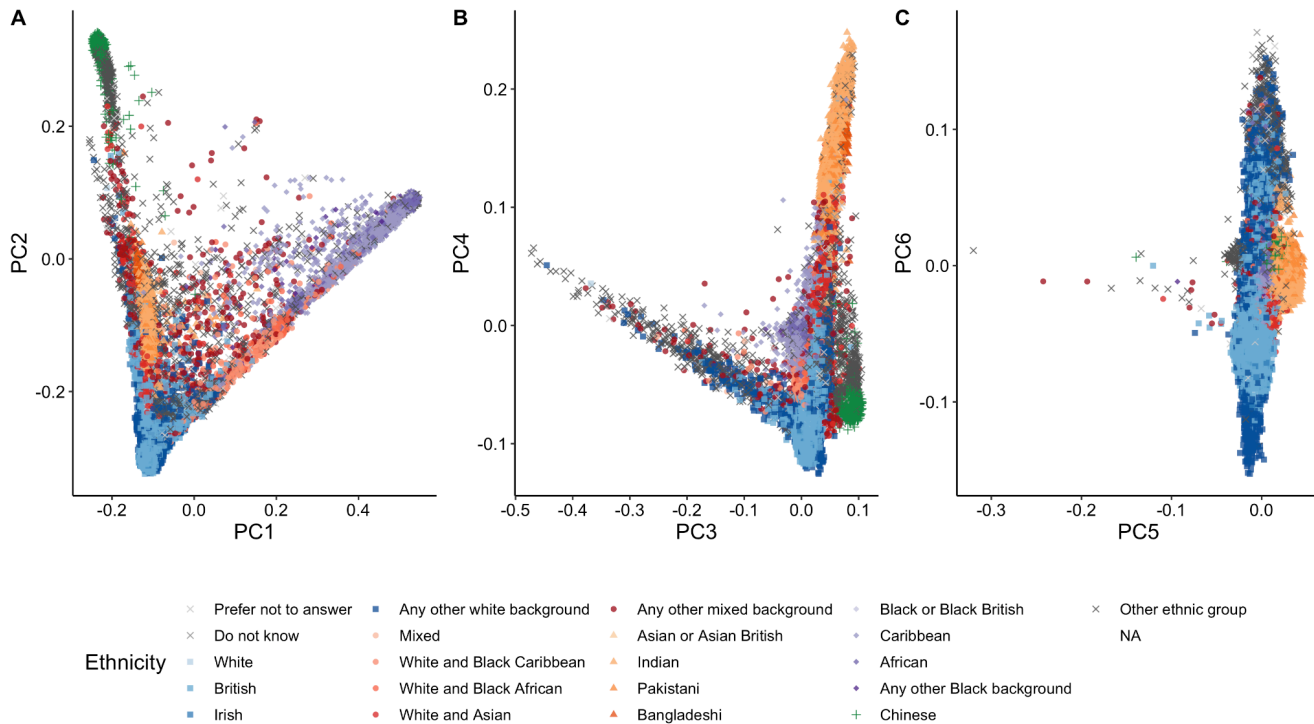 A
B
C
0.2
0.0
-0.2
PC2
-0.2
0.0
0.2
0.4
PC1
0.2
0.1
0.0
-0.1
PC4
-0.5
-0.4
-0.3
-0.2
-0.1
0.0
0.1
PC3
0.1
0.0
-0.1
PC6
-0.3
-0.2
-0.1
0.0
PC5
Ethnicity
Prefer not to answer
Do not know
White
British
Irish
Any other white background
Mixed
White and Black Caribbean
White and Black African
White and Asian
Any other mixed background
Asian or Asian British
Indian
Pakistani
Bangladeshi
Black or Black British
Caribbean
African
Any other Black background
Chinese
Other ethnic group
NA